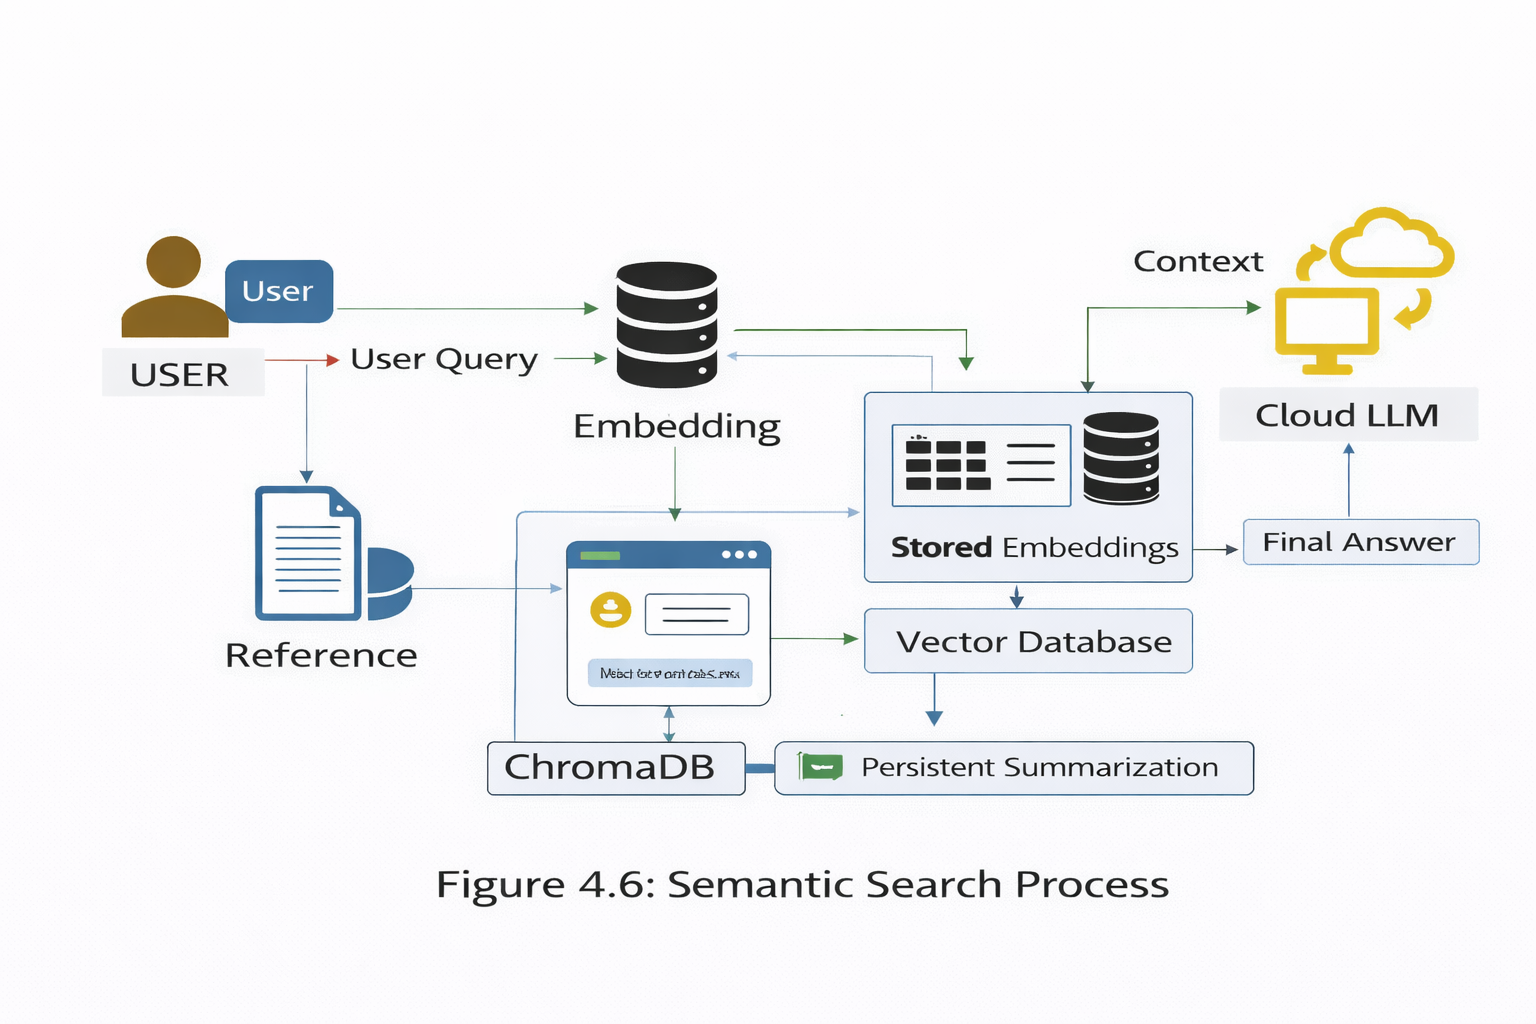 User
USER
User Query
Embedding
Context
Cloud LLM
Stored Embeddings
Final Answer
Reference
Vector Database
ChromaDB
Persistent Summarization
Figure 4.6: Semantic Search Process